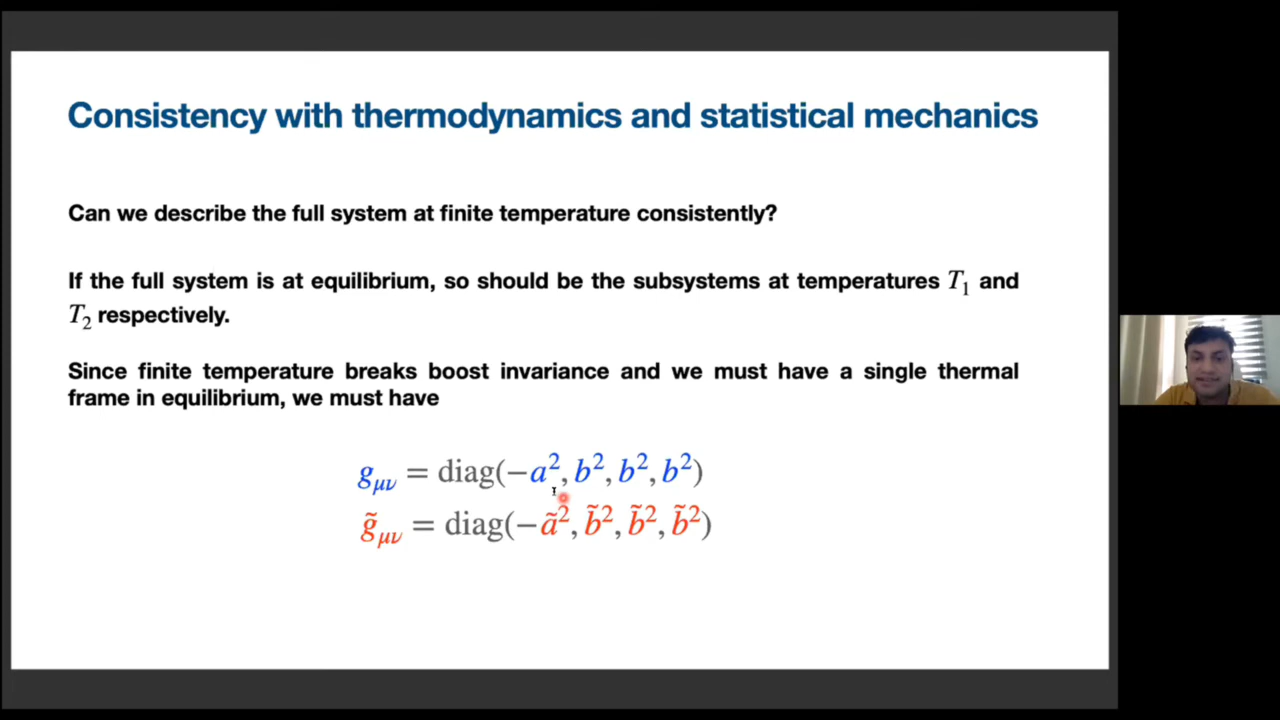 Consistency with thermodynamics and statistical mechanics
Can we describe the full system at finite temperature consistently?
If the full system is at equilibrium, so should be the subsystems at temperatures T₁ and
T₂ respectively.
Since finite temperature breaks boost invariance and we must have a single thermal
frame in equilibrium, we must have
g_μν = diag(−a², b², b², b²)
g̃_μν = diag(−ã², b̃², b̃², b̃²)